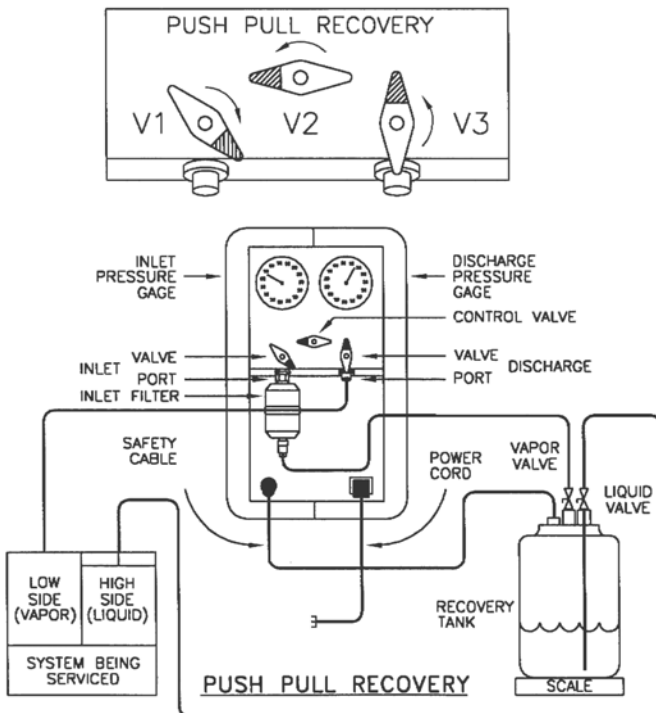 PUSH PULL RECOVERY
V1
V2
V3
INLET
PRESSURE
GAGE
DISCHARGE
PRESSURE
GAGE
CONTROL VALVE
VALVE
INLET
PORT
INLET FILTER
VALVE
DISCHARGE
PORT
SAFETY
CABLE
POWER
CORD
VAPOR
VALVE
LIQUID
VALVE
LOW
SIDE
(VAPOR)
HIGH
SIDE
(LIQUID)
SYSTEM BEING
SERVICED
RECOVERY
TANK
SCALE
PUSH PULL RECOVERY